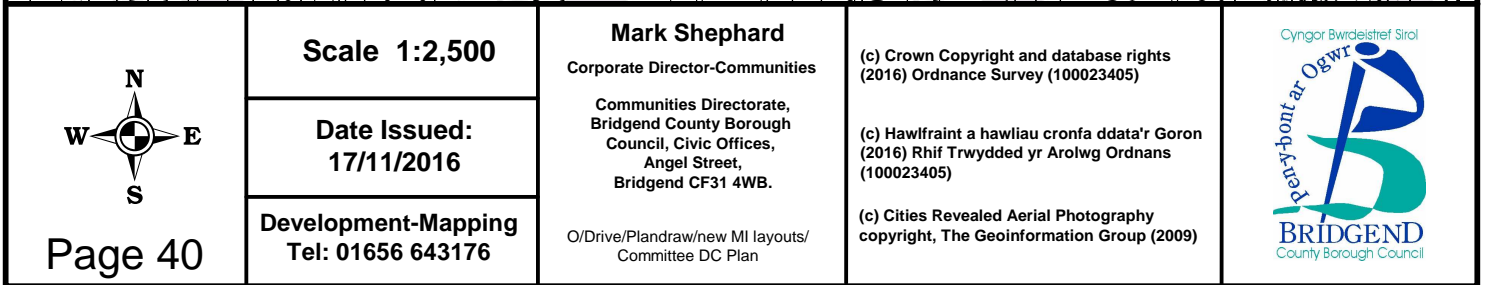 N
W E
S
Page 40
Scale 1:2,500
Date Issued:
17/11/2016
Development-Mapping
Tel: 01656 643176
Mark Shephard
Corporate Director-Communities
Communities Directorate,
Bridgend County Borough
Council, Civic Offices,
Angel Street,
Bridgend CF31 4WB.
O/Drive/Plandraw/new MI layouts/
Committee DC Plan
(c) Crown Copyright and database rights
(2016) Ordnance Survey (100023405)
(c) Hawlfraint a hawliau cronfa ddata'r Goron
(2016) Rhif Trwydded yr Arolwg Ordnans
(100023405)
(c) Cities Revealed Aerial Photography
copyright, The Geoinformation Group (2009)
Cyngor Bwrdeistref Sirol
Pen-y-bont ar Ogwr
BRIDGEND
County Borough Council